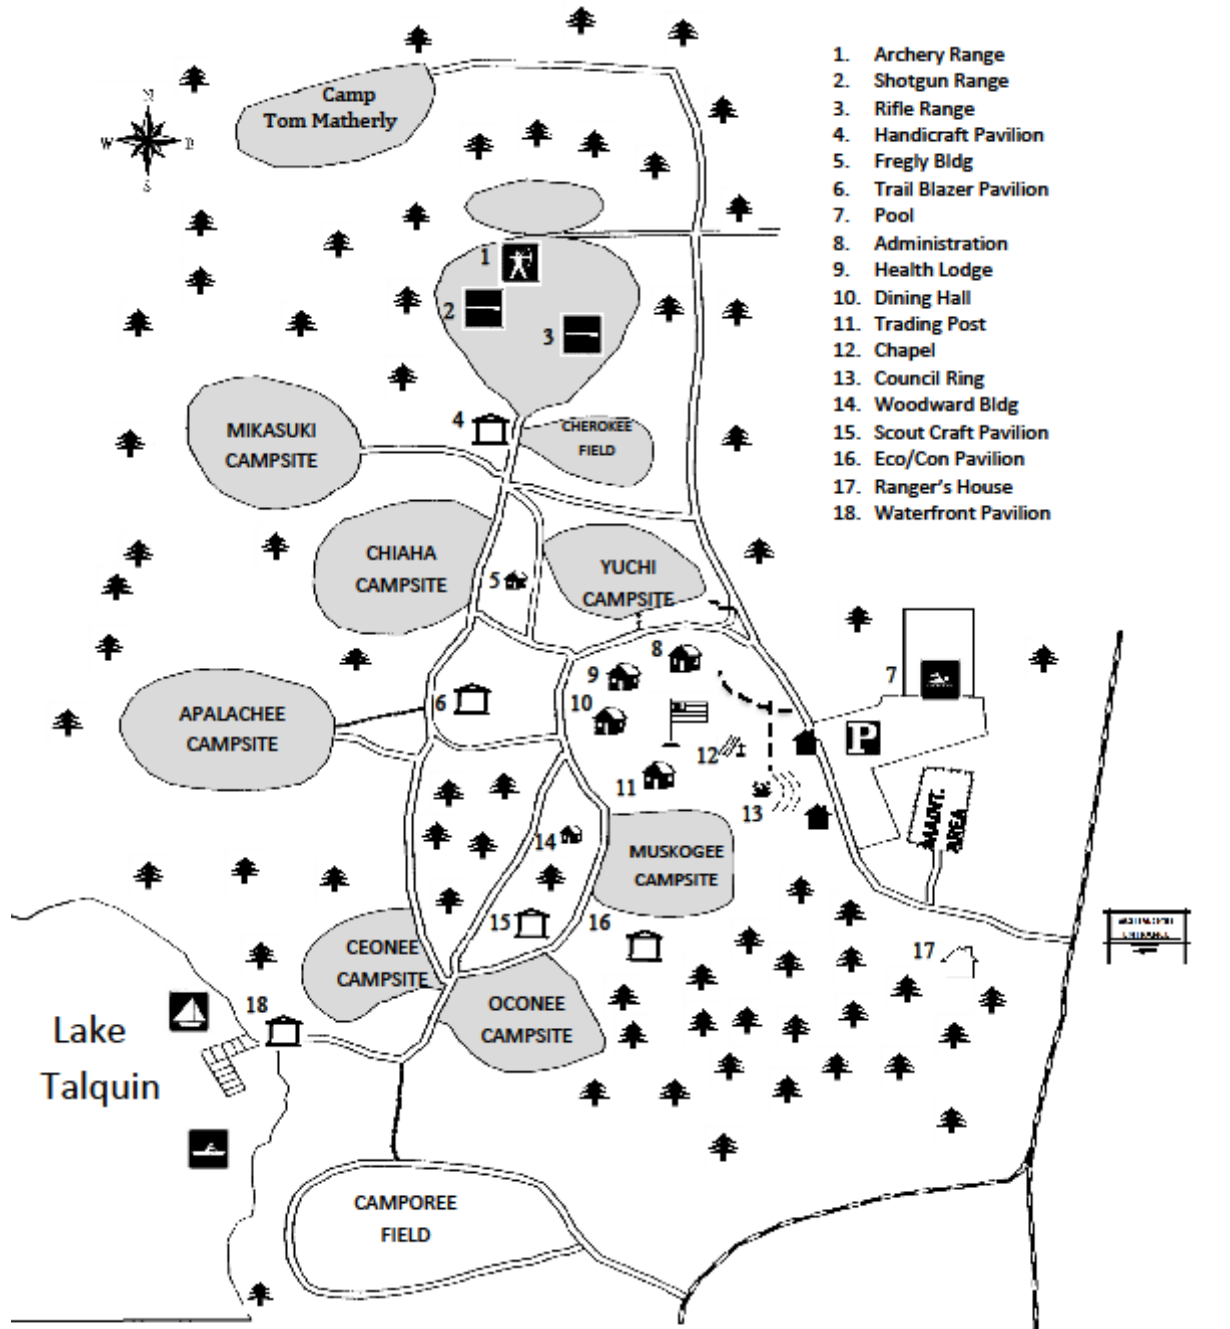 Camp
Tom Matherly
N
W
S
1. Archery Range
2. Shotgun Range
3. Rifle Range
4. Handicraft Pavilion
5. Fregly Bldg
6. Trail Blazer Pavilion
7. Pool
8. Administration
9. Health Lodge
10. Dining Hall
11. Trading Post
12. Chapel
13. Council Ring
14. Woodward Bldg
15. Scout Craft Pavilion
16. Eco/Con Pavilion
17. Ranger's House
18. Waterfront Pavilion
1
2
3
4
CHEROKEE
FIELD
MIKASUKI
CAMPSITE
CHIAHA
CAMPSITE
5
YUCHI
CAMPSITE
8
7
9
6
10
APALACHEE
CAMPSITE
P
12
11
13
MAINT.
AREA
14
MUSKOGEE
CAMPSITE
15
16
ENTRANCE
17
CEONEE
CAMPSITE
18
OCONEE
CAMPSITE
Lake
Talquin
CAMPOREE
FIELD